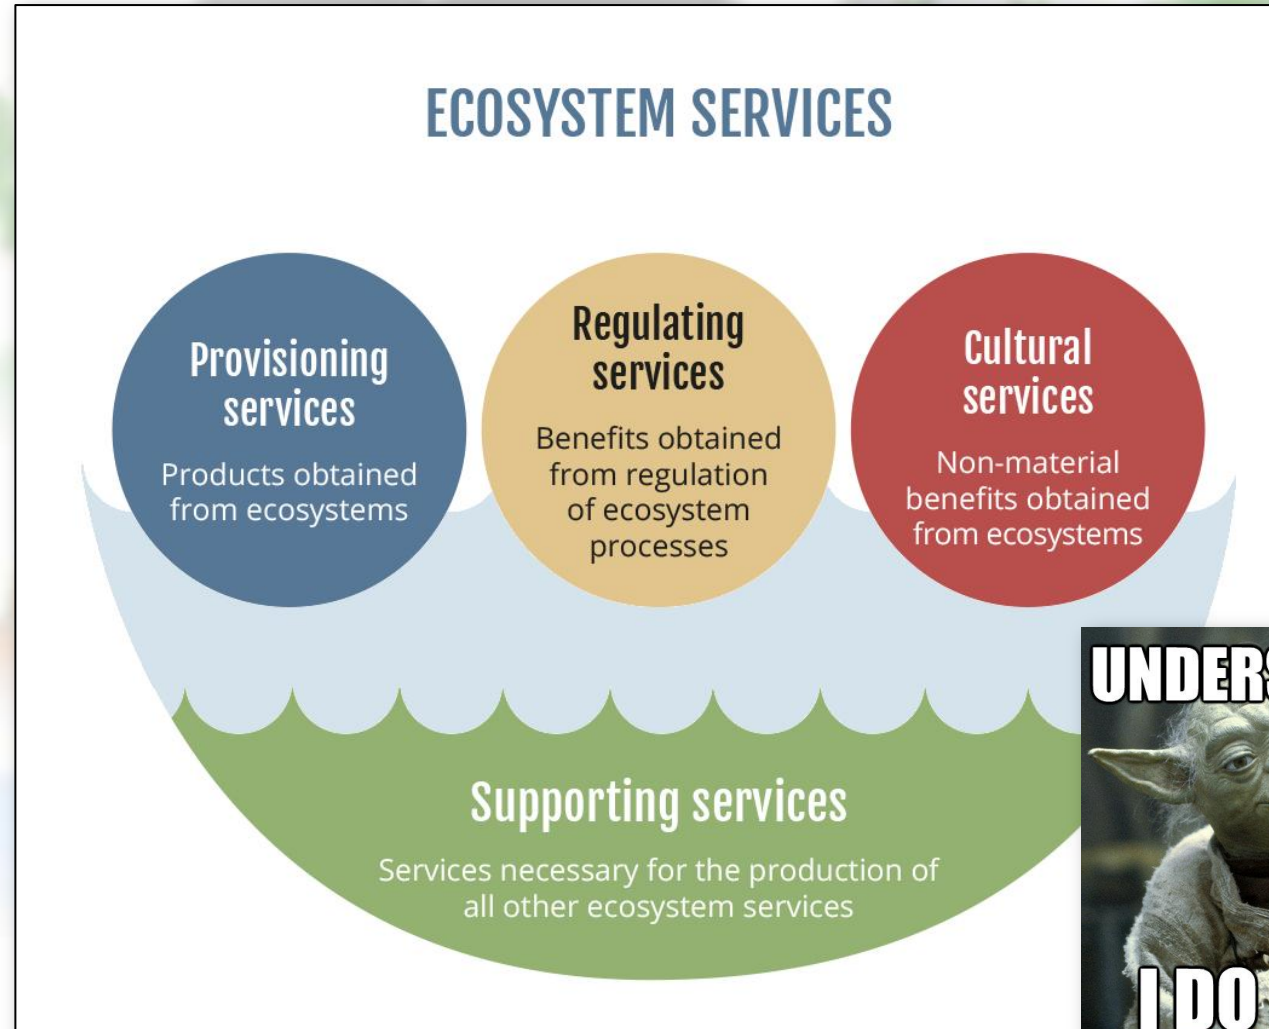 ECOSYSTEM SERVICES
Provisioning
services
Products obtained
from ecosystems
Regulating
services
Benefits obtained
from regulation
of ecosystem
processes
Cultural
services
Non-material
benefits obtained
from ecosystems
Supporting services
Services necessary for the production of
all other ecosystem services
I DO